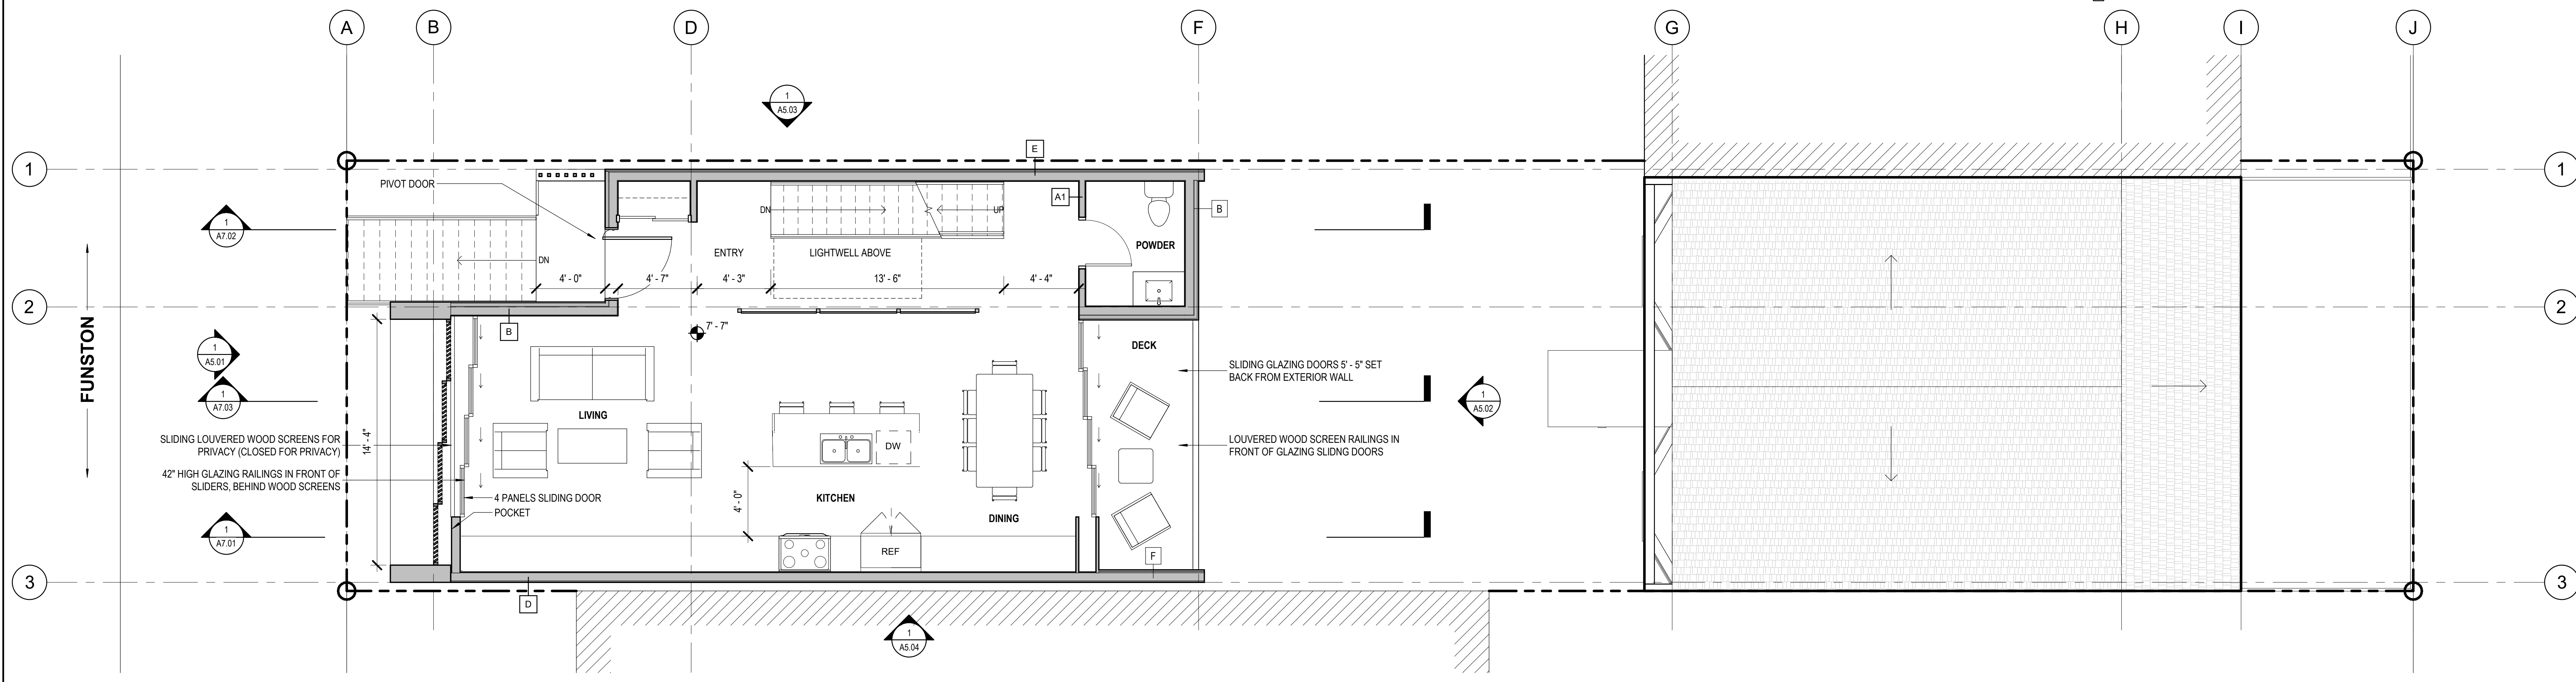 A
B
D
F
G
H
I
J
1
A5.03
E
1
1
PIVOT DOOR
DN
UP
A1
B
1
A7.02
POWDER
ENTRY
LIGHTWELL ABOVE
DN
4' - 0"
4' - 7"
4' - 3"
13' - 6"
4' - 4"
2
2
B
7' - 7"
FUNSTON
1
A5.01
DECK
SLIDING GLAZING DOORS 5' - 5" SET
BACK FROM EXTERIOR WALL
1
A7.03
1
A5.02
LIVING
14' - 4"
SLIDING LOUVERED WOOD SCREENS FOR
PRIVACY (CLOSED FOR PRIVACY)
DW
LOUVERED WOOD SCREEN RAILINGS IN
FRONT OF GLAZING SLIDNG DOORS
42" HIGH GLAZING RAILINGS IN FRONT OF
SLIDERS, BEHIND WOOD SCREENS
4 PANELS SLIDING DOOR
POCKET
4' - 0"
KITCHEN
DINING
1
A7.01
REF
F
3
3
D
1
A5.04